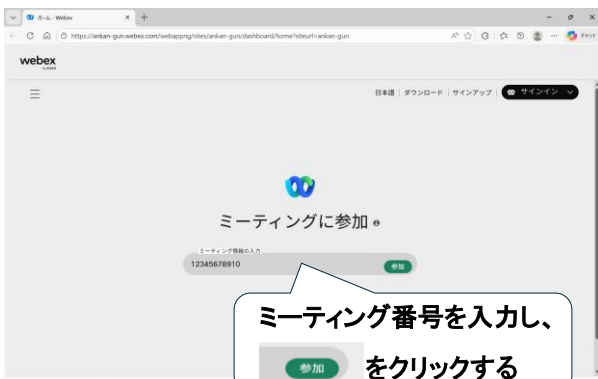 ホーム - Webex
https://ankan-gun.webex.com/webappng/sites/ankan-gun/dashboard/home?siteurl=ankan-gun
webex
日本語 | ダウンロード | サインアップ | サインイン
ミーティングに参加
ミーティング情報の入力
12345678910
参加
ミーティング番号を入力し、
参加 をクリックする